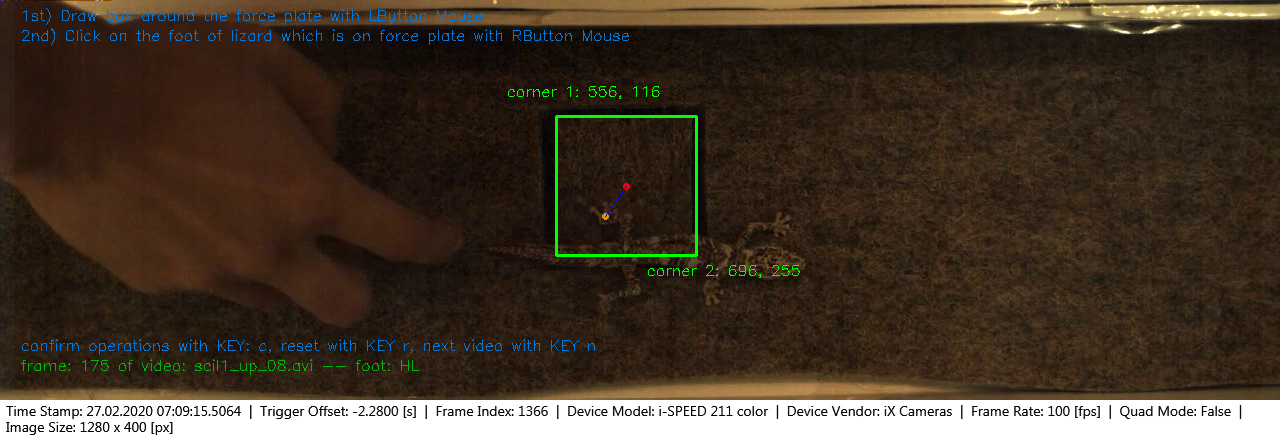 1st) Draw box around the force plate with LButton Mouse
2nd) Click on the foot of lizard which is on force plate with RButton Mouse
corner 1: 556, 116
corner 2: 696, 255
confirm operations with KEY: c, reset with KEY r, next video with KEY n
frame: 175 of video: scil1_up_08.avi -- foot: HL
Time Stamp: 27.02.2020 07:09:15.5064 | Trigger Offset: -2.2800 [s] | Frame Index: 1366 | Device Model: i-SPEED 211 color | Device Vendor: iX Cameras | Frame Rate: 100 [fps] | Quad Mode: False |
Image Size: 1280 x 400 [px]